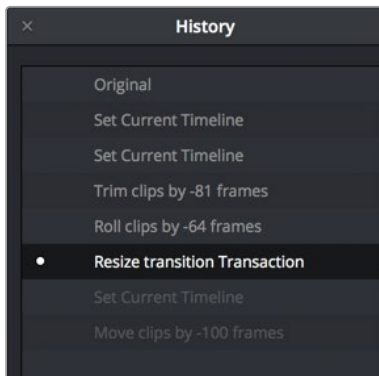 History
Original
Set Current Timeline
Set Current Timeline
Trim clips by -81 frames
Roll clips by -64 frames
Resize transition Transaction
Set Current Timeline
Move clips by -100 frames